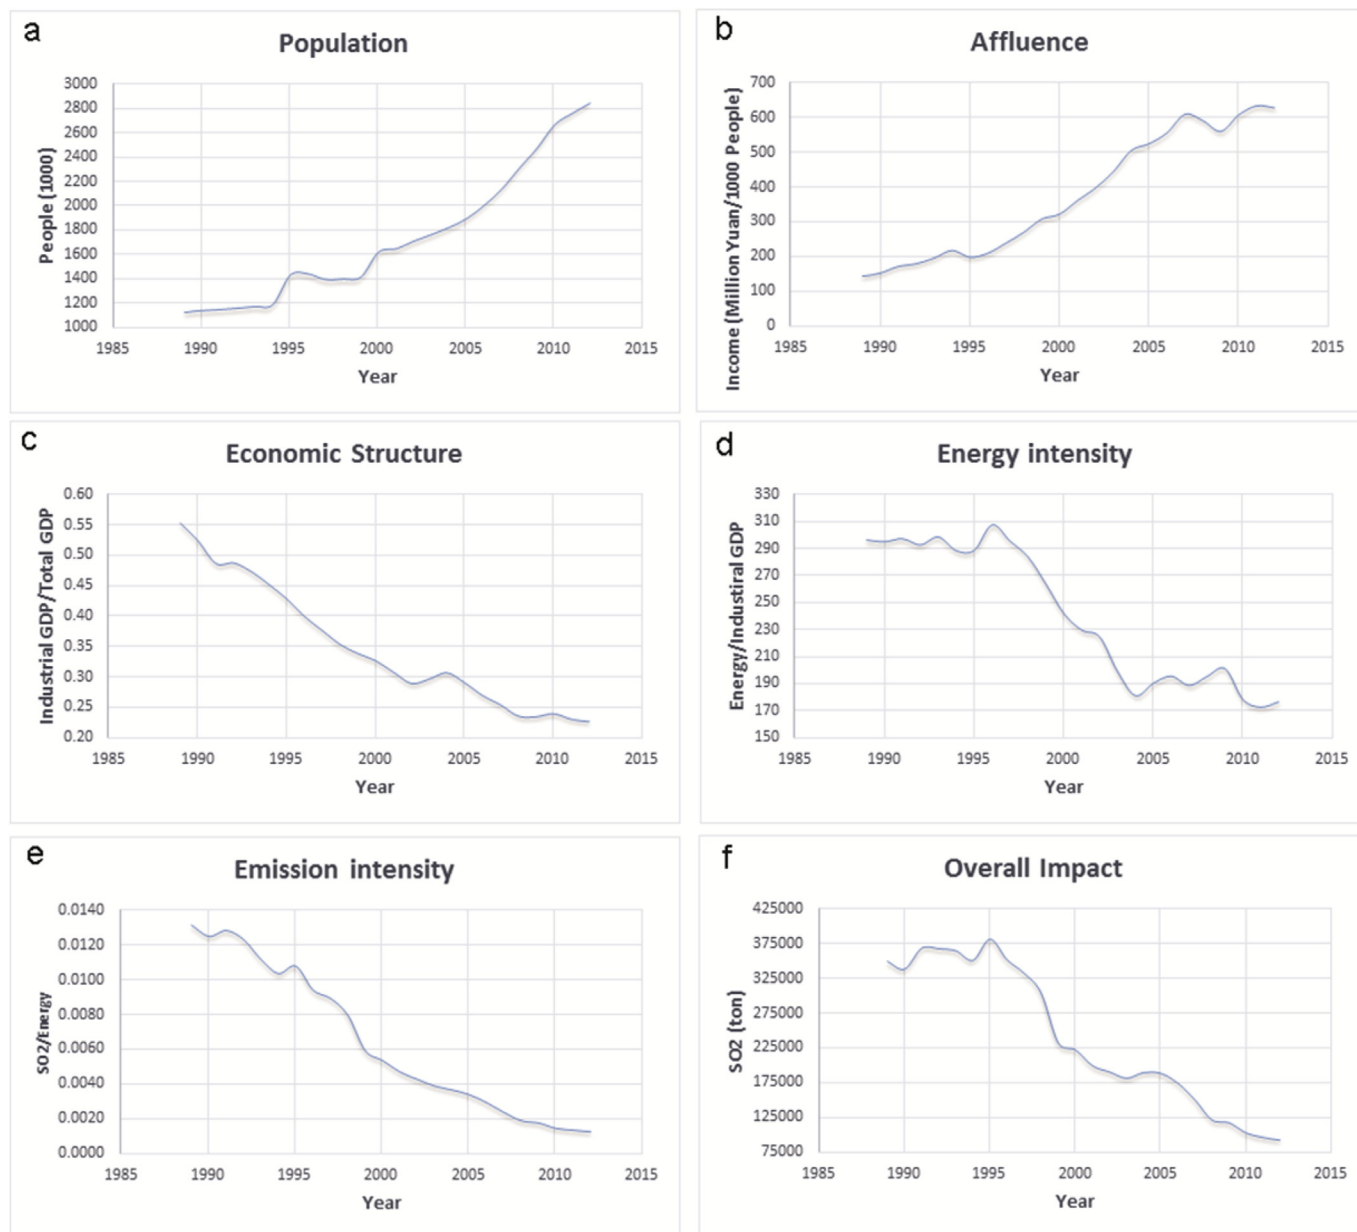 a
Population
People (1000)
3000
2800
2600
2400
2200
2000
1800
1600
1400
1200
1000
1985 1990 1995 2000 2005 2010 2015
Year
b
Affluence
Income (Million Yuan/1000 People)
700
600
500
400
300
200
100
0
1985 1990 1995 2000 2005 2010 2015
Year
c
Economic Structure
Industrial GDP/Total GDP
0.60
0.55
0.50
0.45
0.40
0.35
0.30
0.25
0.20
1985 1990 1995 2000 2005 2010 2015
Year
d
Energy intensity
Energy/Industiral GDP
330
310
290
270
250
230
210
190
170
150
1985 1990 1995 2000 2005 2010 2015
Year
e
Emission intensity
SO2/Energy
0.0140
0.0120
0.0100
0.0080
0.0060
0.0040
0.0020
0.0000
1985 1990 1995 2000 2005 2010 2015
Year
f
Overall Impact
SO2 (ton)
425000
375000
325000
275000
225000
175000
125000
75000
1985 1990 1995 2000 2005 2010 2015
Year